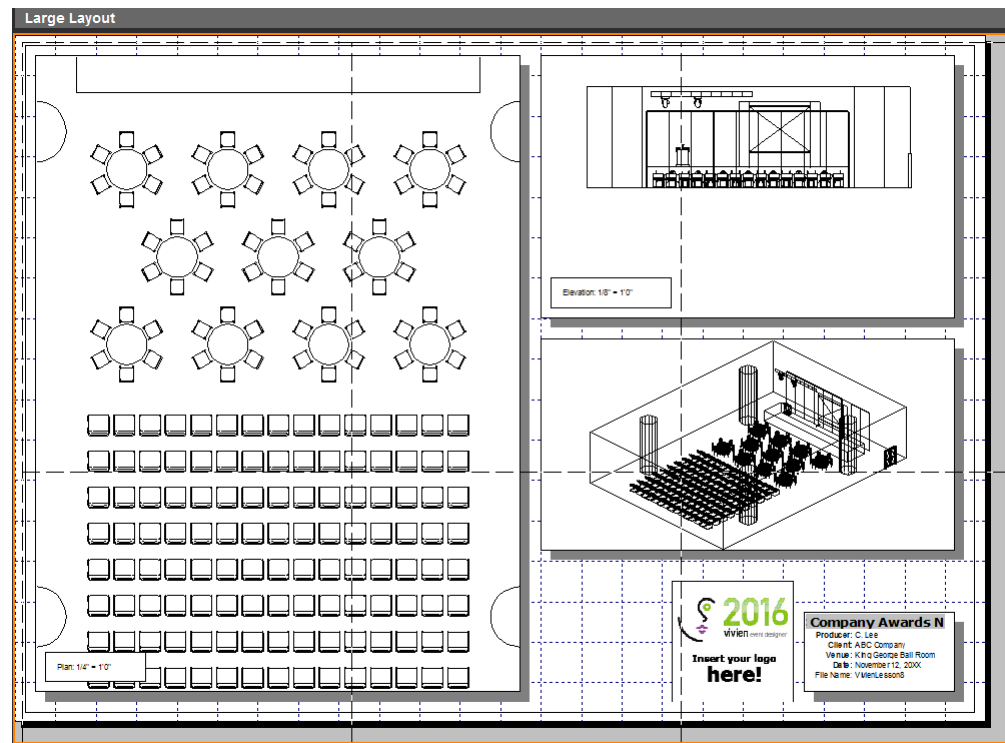 Large Layout
Elevation: 1/8" = 1'0"
Plan: 1/4" = 1'0"
2016
vivien event designer
Insert your logo
here!
Company Awards N
Producer: C. Lee
Client: ABC Company
Venue: King George Ball Room
Date: November 12, 20XX
File Name: VivienLesson8